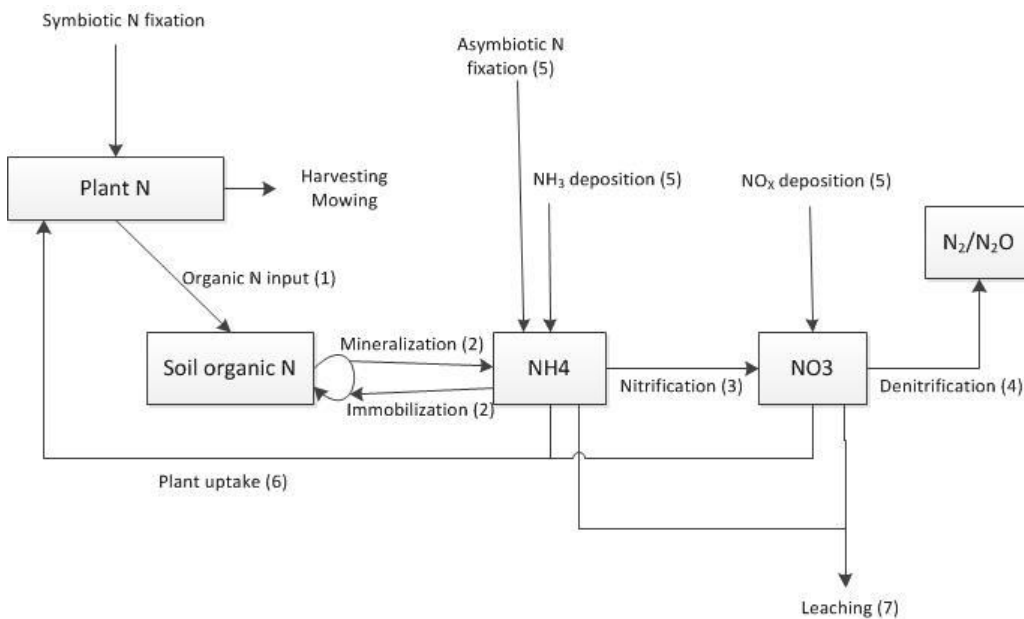 Symbiotic N fixation
Asymbiotic N
fixation (5)
Plant N
Harvesting
Mowing
NH₃ deposition (5)
NOₓ deposition (5)
N₂/N₂O
Organic N input (1)
Soil organic N
Mineralization (2)
Immobilization (2)
NH4
Nitrification (3)
NO3
Denitrification (4)
Plant uptake (6)
Leaching (7)